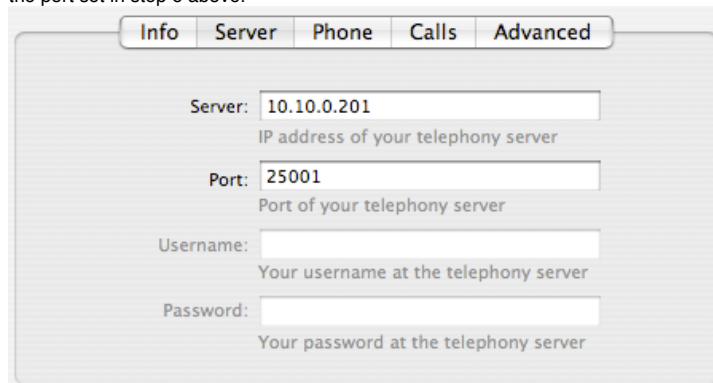 the port set in step 3 above.
Info Server Phone Calls Advanced
Server: 10.10.0.201
IP address of your telephony server
Port: 25001
Port of your telephony server
Username:
Your username at the telephony server
Password:
Your password at the telephony server